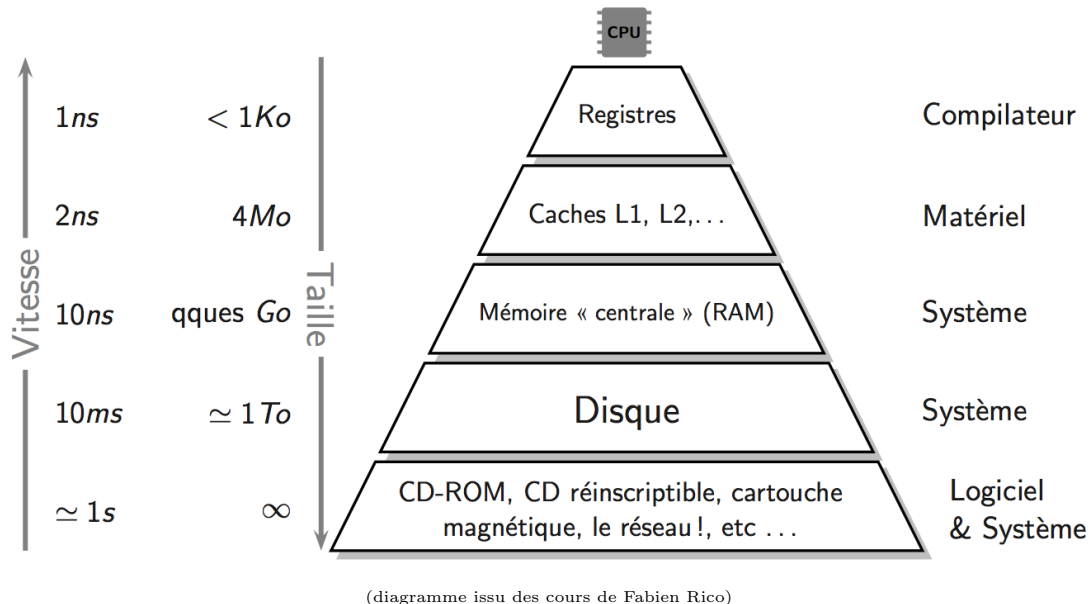 CPU
1ns < 1Ko Registres Compilateur
2ns 4Mo Caches L1, L2,... Matériel
Vitesse
Taille
10ns qques Go Mémoire « centrale » (RAM) Système
10ms ≃ 1To Disque Système
≃ 1s ∞ CD-ROM, CD réinscriptible, cartouche
magnétique, le réseau !, etc ...
Logiciel
& Système
(diagramme issu des cours de Fabien Rico)